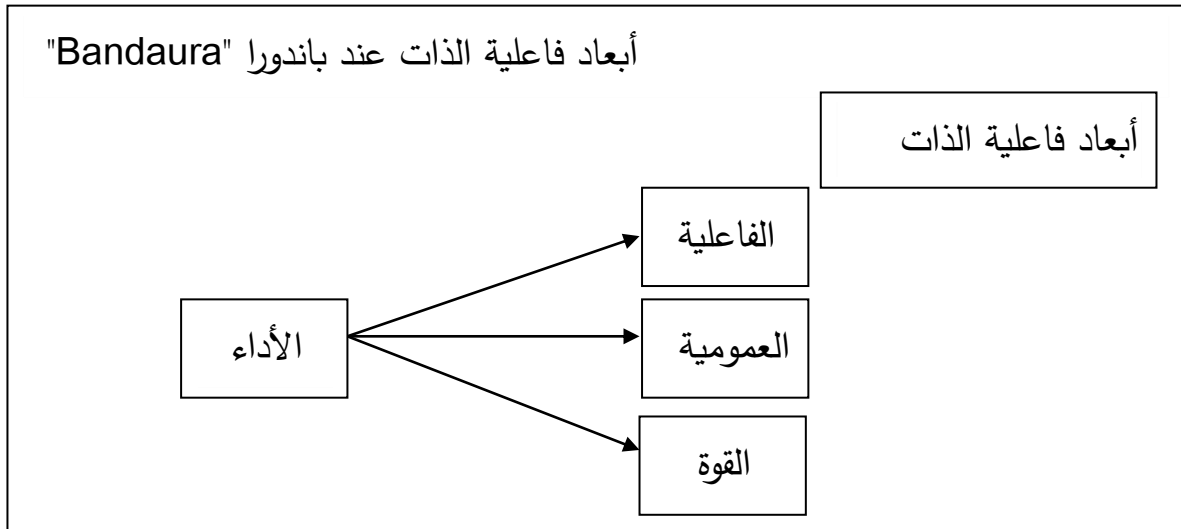 أبعاد فاعلية الذات عند باندورا "Bandaura"
أبعاد فاعلية الذات
الفاعلية
العمومية
الأداء
القوة